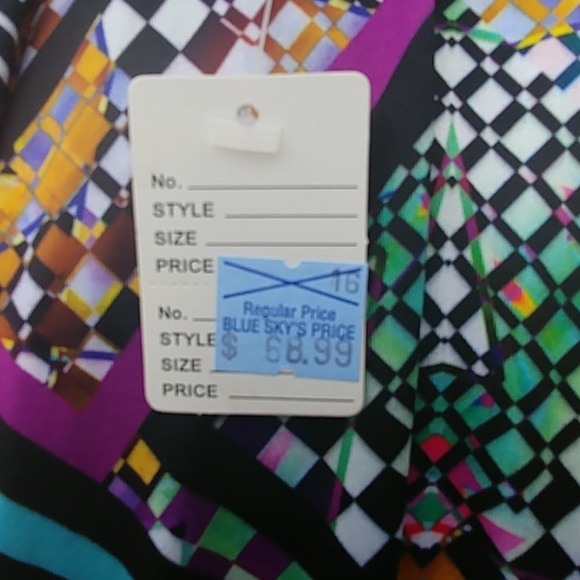 No.
STYLE
SIZE
PRICE
16
Regular Price
BLUE SKY'S PRICE
$ 68.99
No.
STYLE
SIZE
PRICE